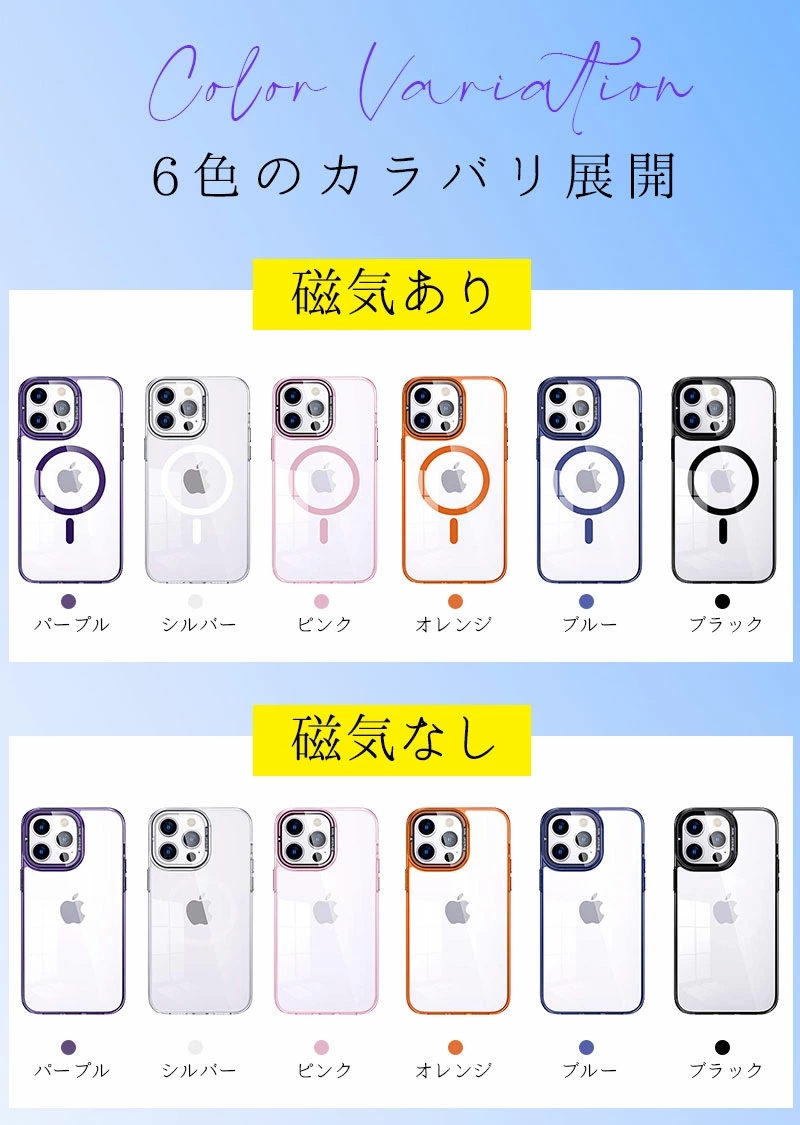 Color Variation
6色のカラバリ展開
磁気あり
パープル シルバー ピンク オレンジ ブルー ブラック
磁気なし
パープル シルバー ピンク オレンジ ブルー ブラック